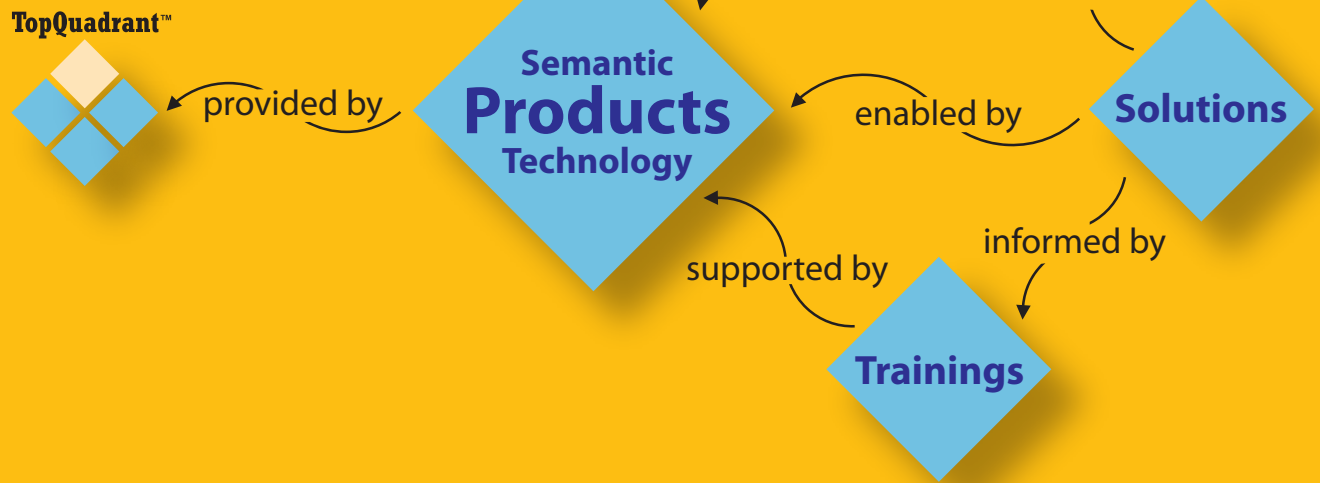 TopQuadrant™
Semantic
Products
Technology
provided by
enabled by
Solutions
informed by
supported by
Trainings